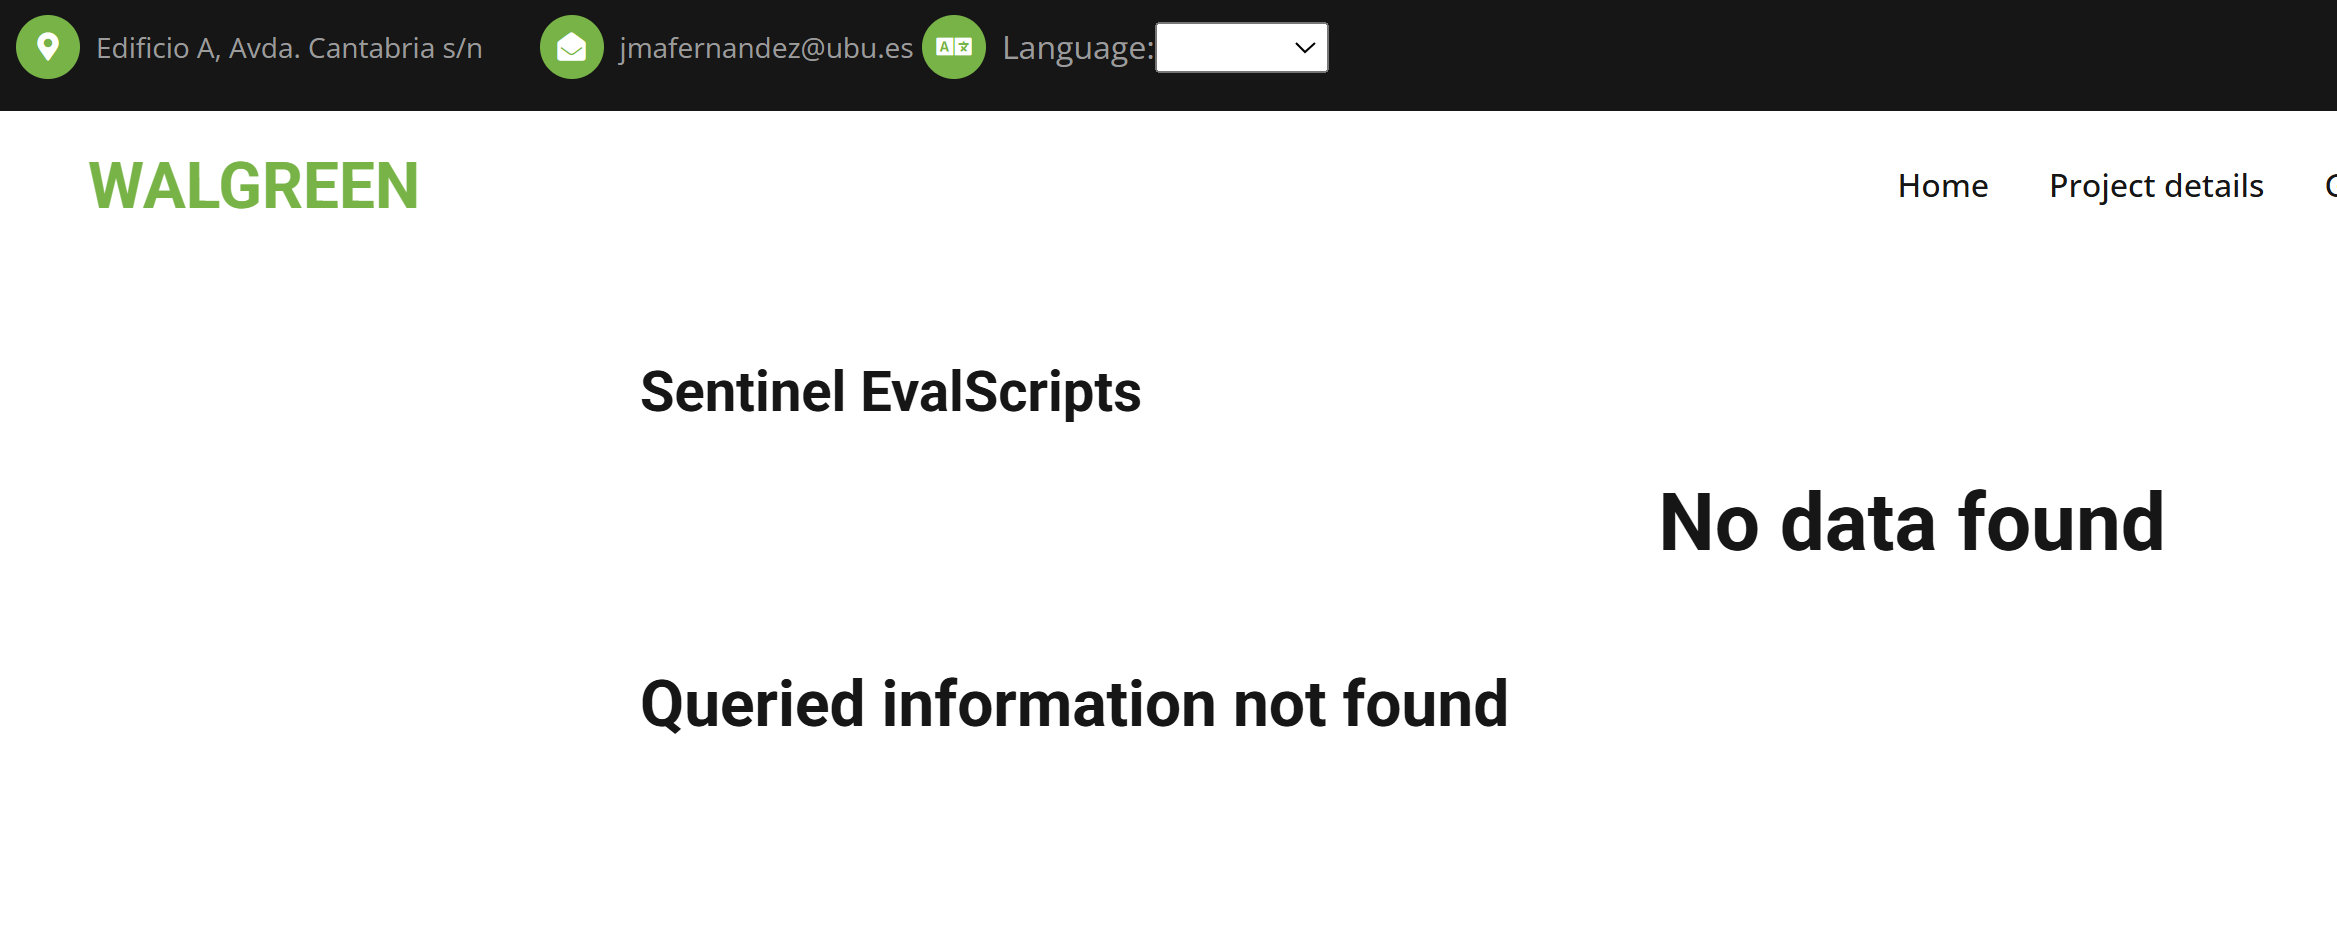 Edificio A, Avda. Cantabria s/n jmafernandez@ubu.es Language:
WALGREEN Home Project details
Sentinel EvalScripts
No data found
Queried information not found